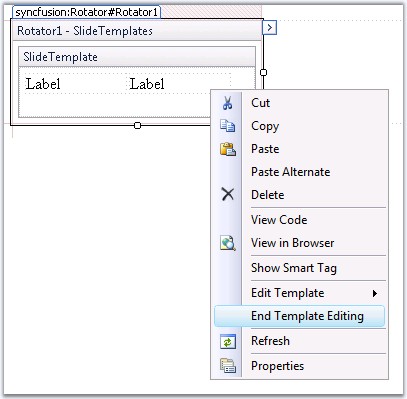 syncfusion:Rotator#Rotator1
Rotator1 - SlideTemplates
SlideTemplate
Label Label
Cut
Copy
Paste
Paste Alternate
Delete
View Code
View in Browser
Show Smart Tag
Edit Template
End Template Editing
Refresh
Properties